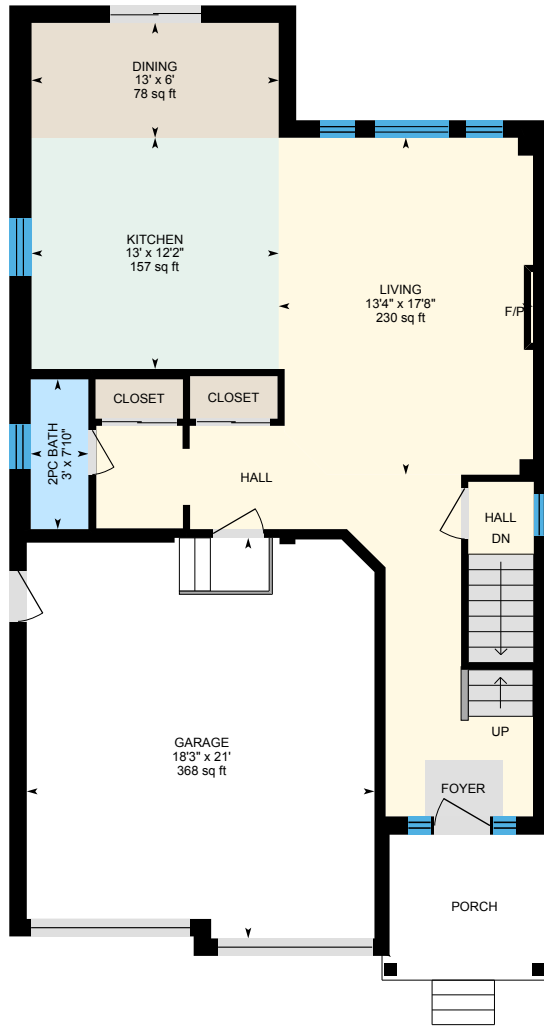 DINING
13' x 6'
78 sq ft
KITCHEN
13' x 12'2"
157 sq ft
LIVING
13'4" x 17'8"
230 sq ft
F/P
CLOSET
CLOSET
2PC BATH
3' x 7'10"
HALL
HALL
DN
UP
GARAGE
18'3" x 21'
368 sq ft
FOYER
PORCH